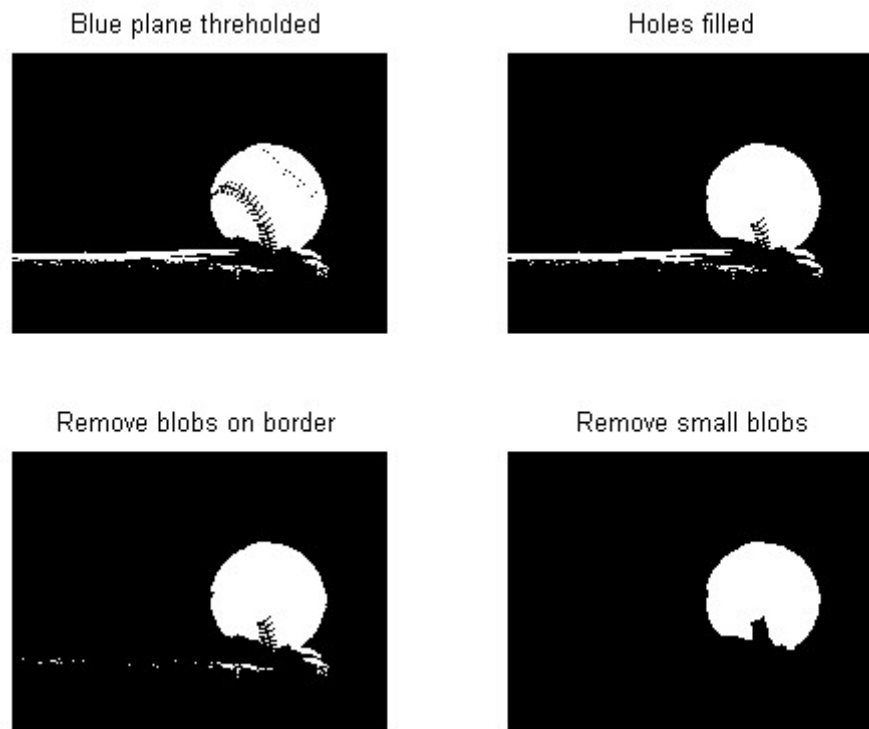 Blue plane threholded
Holes filled
Remove blobs on border
Remove small blobs